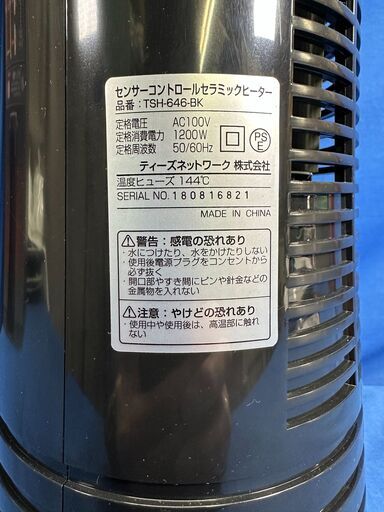 センサーコントロールセラミックヒーター
品番：TSH-646-BK
定格電圧 AC100V
定格消費電力 1200W
定格周波数 50/60Hz
PS
E
ティーズネットワーク 株式会社
温度ヒューズ 144℃
SERIAL NO. 180816821
MADE IN CHINA
警告：感電の恐れあり
・水につけたり、水をかけたりしない
・使用後電源プラグをコンセントから
必ず抜く
・開口部やすき間にピンや針金などの
金属物を入れない
注意：やけどの恐れあり
・使用中や使用後は、高温部に触れ
ない